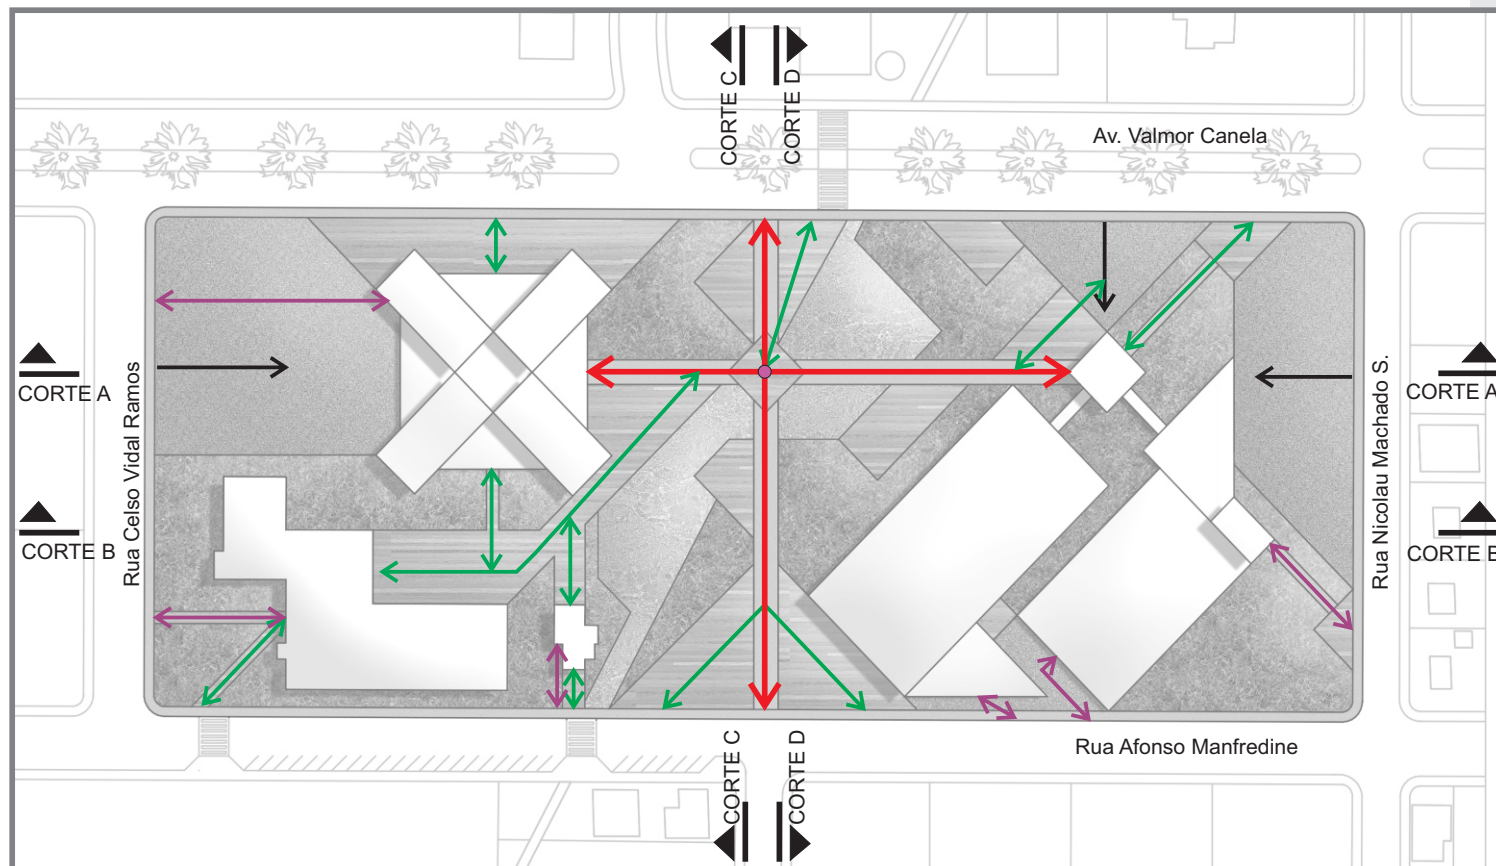 CORTE C
CORTE D
Av. Valmor Canela
CORTE A
CORTE A
Rua Celso Vidal Ramos
Rua Nicolau Machado S.
CORTE B
CORTE B
Rua Afonso Manfredine
CORTE C
CORTE D